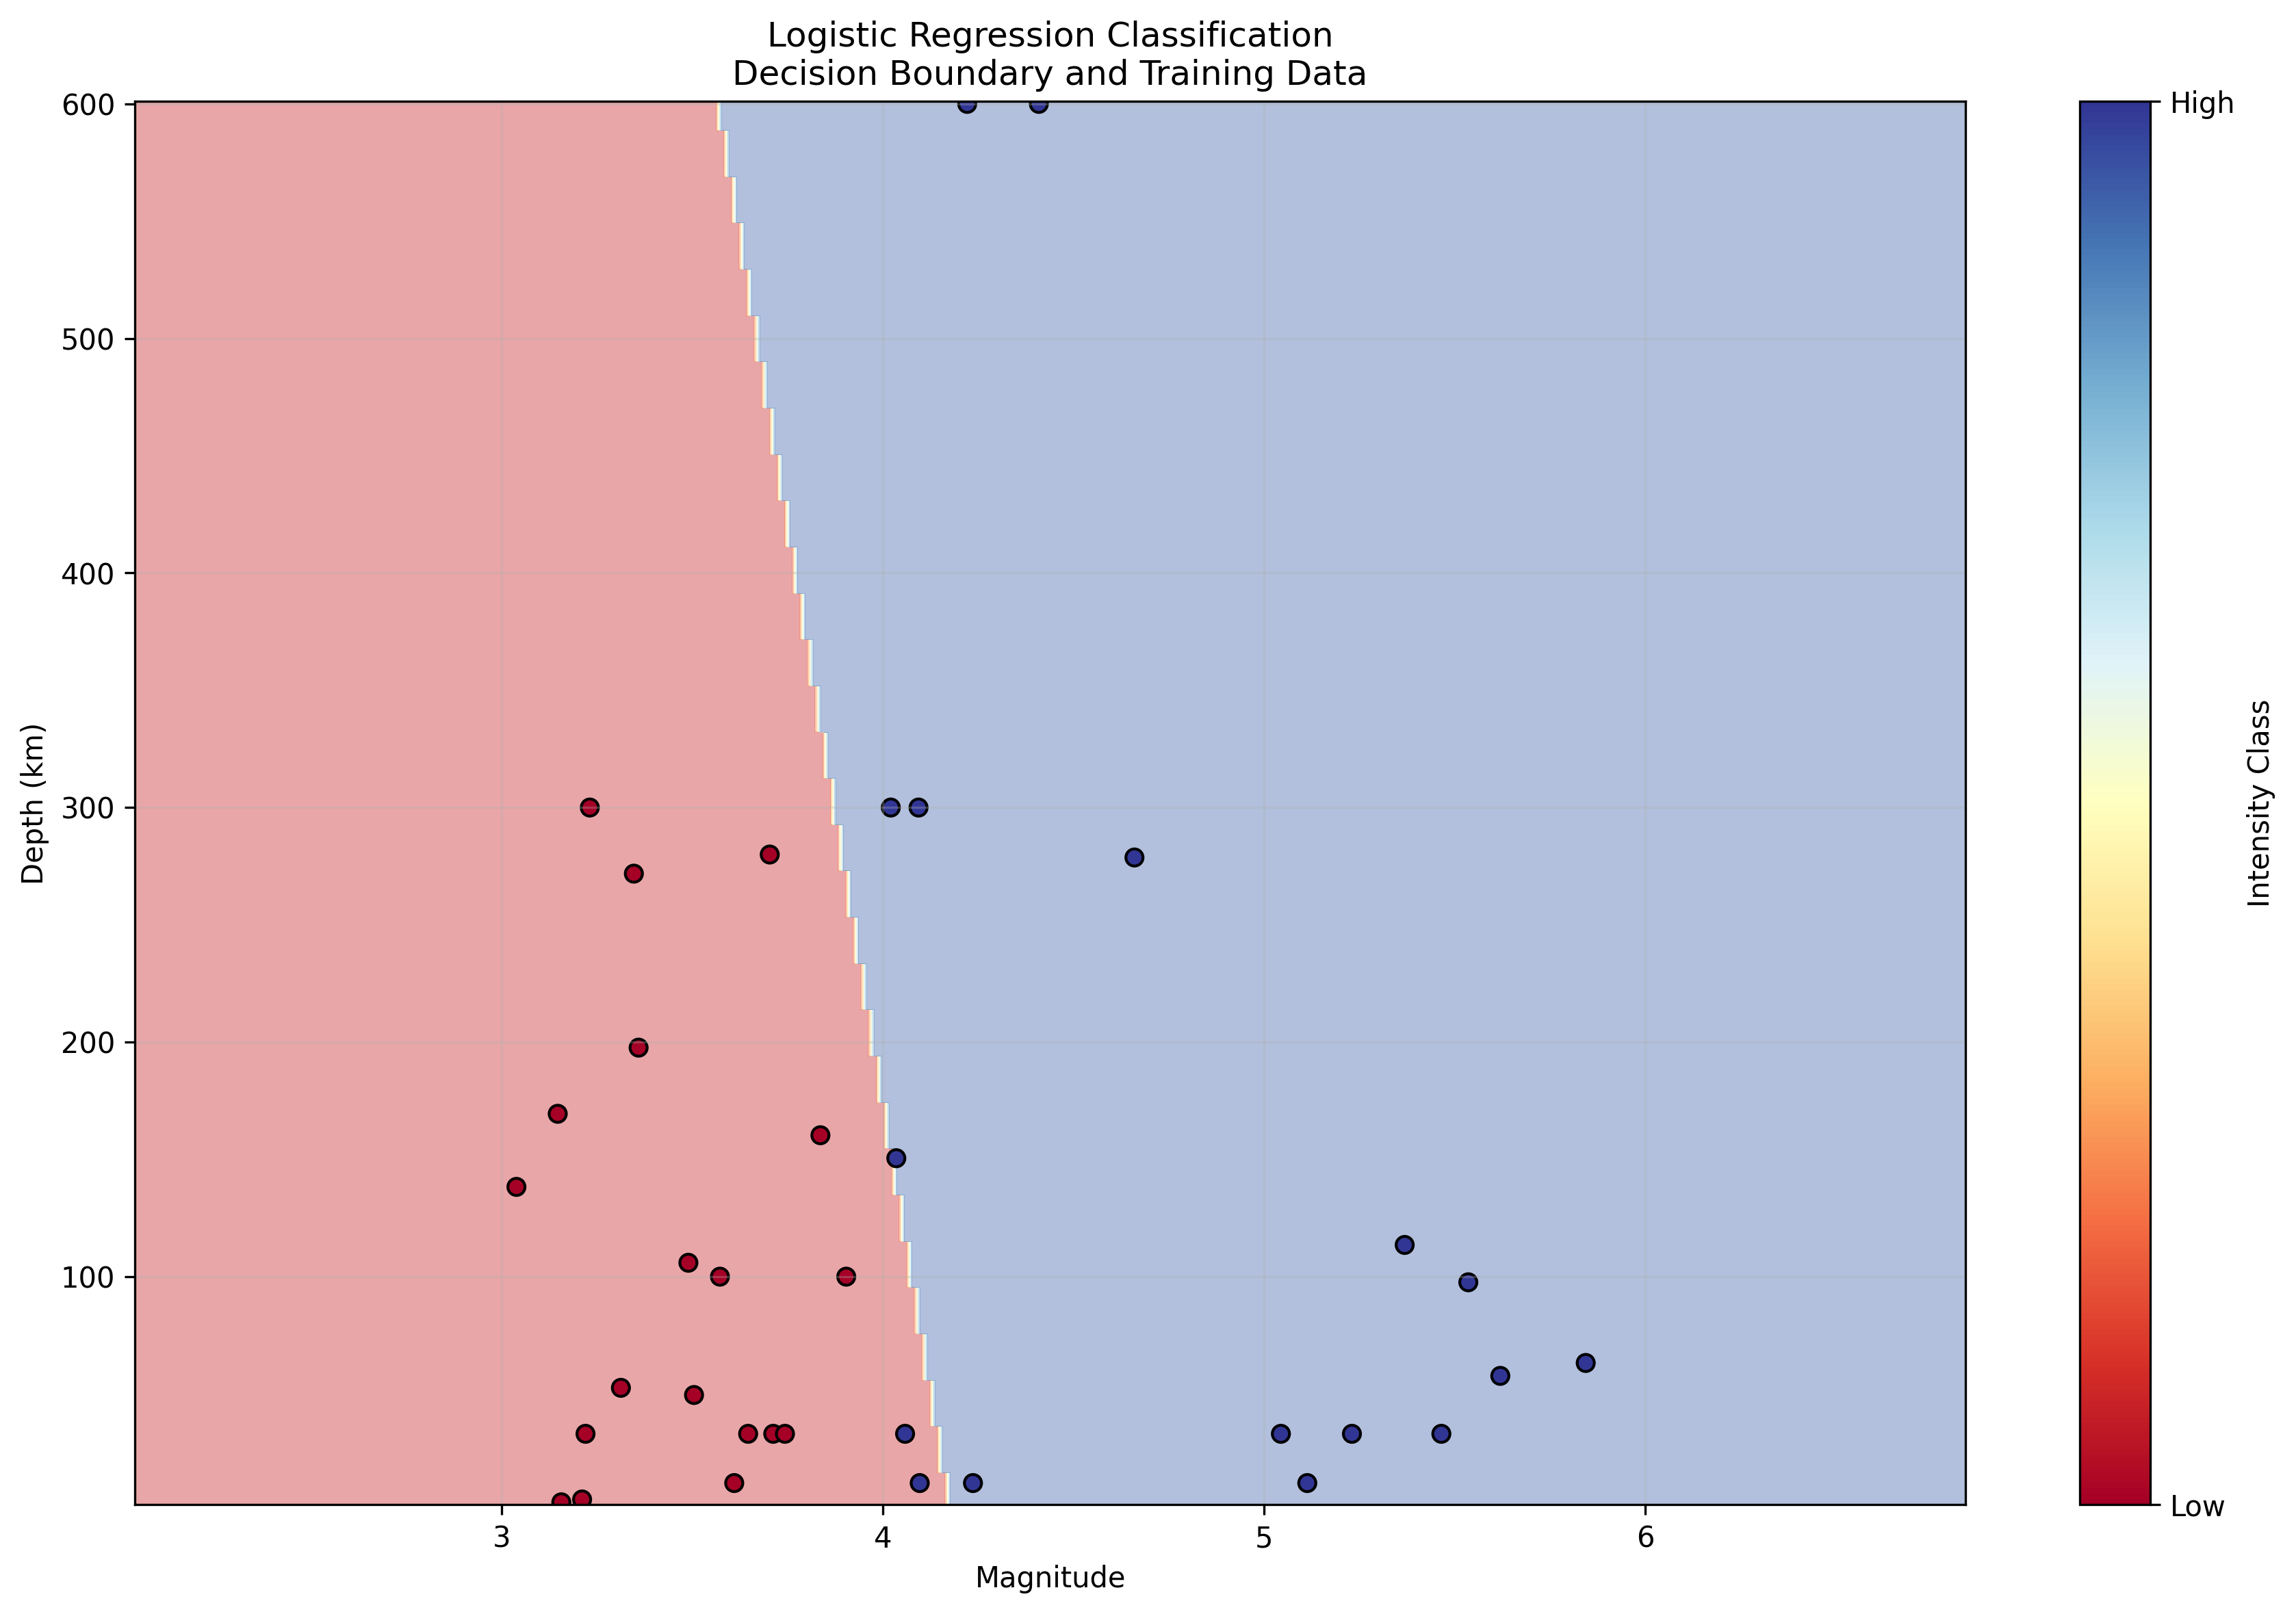 Logistic Regression Classification
Decision Boundary and Training Data
600
500
400
300
200
100
Depth (km)
3
4
5
6
Magnitude
High
Low
Intensity Class